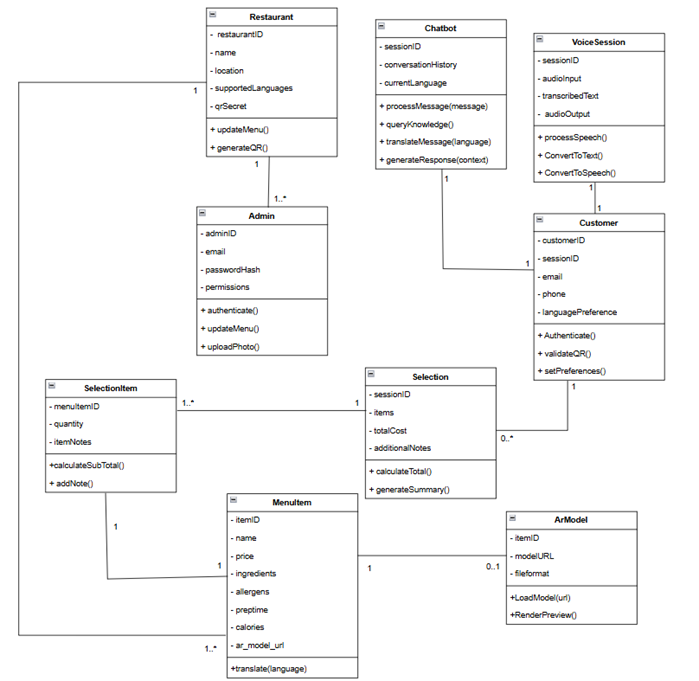 Restaurant
- restaurantID
- name
- location
- supportedLanguages
- qrSecret
+ updateMenu()
+ generateQR()
1
1
1..*
Chatbot
- sessionID
- conversationHistory
- currentLanguage
+ processMessage(message)
+ queryKnowledge()
+ translateMessage(language)
+ generateResponse(context)
1
1
VoiceSession
- sessionID
- audioInput
- transcribedText
- audioOutput
+ processSpeech()
+ ConvertToText()
+ ConvertToSpeech()
1
1
Admin
- adminID
- email
- passwordHash
- permissions
+ authenticate()
+ updateMenu()
+ uploadPhoto()
Customer
- customerID
- sessionID
- email
- phone
- languagePreference
+ Authenticate()
+ validateQR()
+ setPreferences()
1
0..*
SelectionItem
- menuItemID
- quantity
- itemNotes
+calculateSubTotal()
+ addNote()
1..*
1
Selection
- sessionID
- items
- totalCost
- additionalNotes
+ calculateTotal()
+ generateSummary()
1
1
1..*
MenuItem
- itemID
- name
- price
- ingredients
- allergens
- preptime
- calories
- ar_model_url
+translate(language)
1
0..1
ArModel
- itemID
- modelURL
- fileformat
+LoadModel(url)
+RenderPreview()